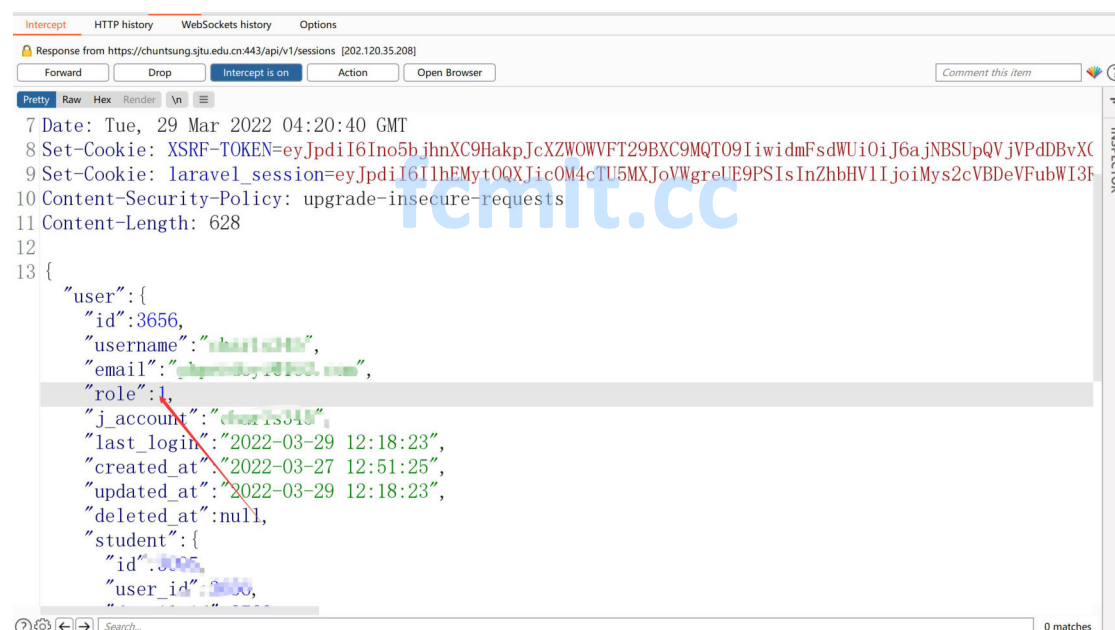 Intercept HTTP history WebSockets history Options
Response from https://chuntsung.sjtu.edu.cn:443/api/v1/sessions [202.120.35.208]
Forward Drop Intercept is on Action Open Browser Comment this item
Pretty Raw Hex Render \n
7 Date: Tue, 29 Mar 2022 04:20:40 GMT
8 Set-Cookie: XSRF-TOKEN=
9 Set-Cookie: laravel_session=
10 Content-Security-Policy: upgrade-insecure-requests
11 Content-Length: 628
12
13 {
"user":{
"id":3656,
"username":"
"email":"
"role":1,
"j_account":"
"last_login":"2022-03-29 12:18:23",
"created_at":"2022-03-27 12:51:25",
"updated_at":"2022-03-29 12:18:23",
"deleted_at":null,
"student":{
"id":
"user_id":
Search... 0 matches
fcmit.cc